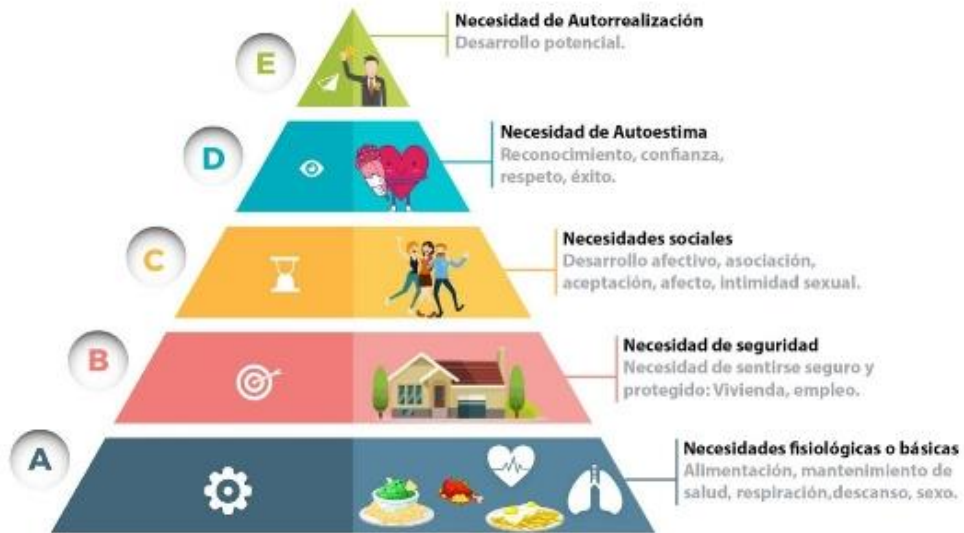 E
Necesidad de Autorrealización
Desarrollo potencial.
D
Necesidad de Autoestima
Reconocimiento, confianza,
respeto, éxito.
C
Necesidades sociales
Desarrollo afectivo, asociación,
aceptación, afecto, intimidad sexual.
B
Necesidad de seguridad
Necesidad de sentirse seguro y
protegido: Vivienda, empleo.
A
Necesidades fisiológicas o básicas
Alimentación, mantenimiento de
salud, respiración,descanso, sexo.